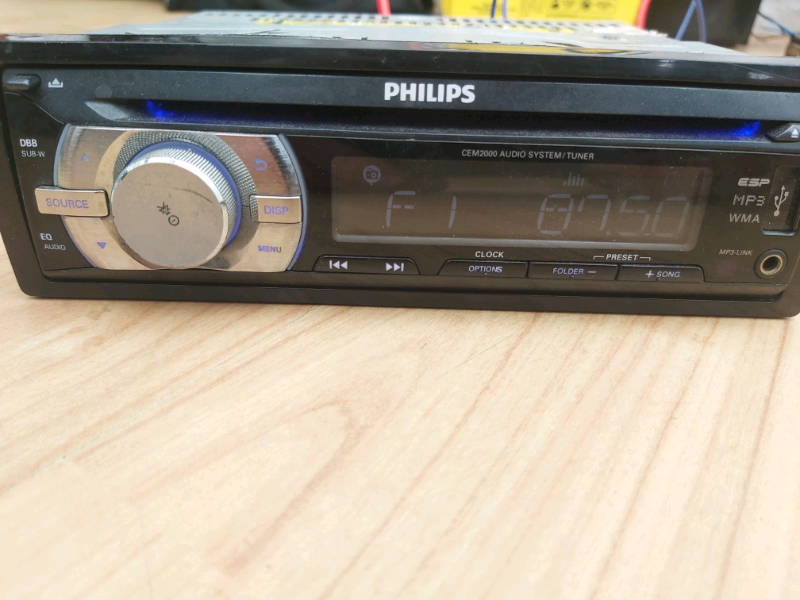 PHILIPS
CEM2000 AUDIO SYSTEM/TUNER
DBB
SUB-W
SOURCE
DISP
EQ
AUDIO
MENU
F1 87.50
ESP
MP3
WMA
MP3-LINK
CLOCK
OPTIONS
PRESET
FOLDER −
+ SONG